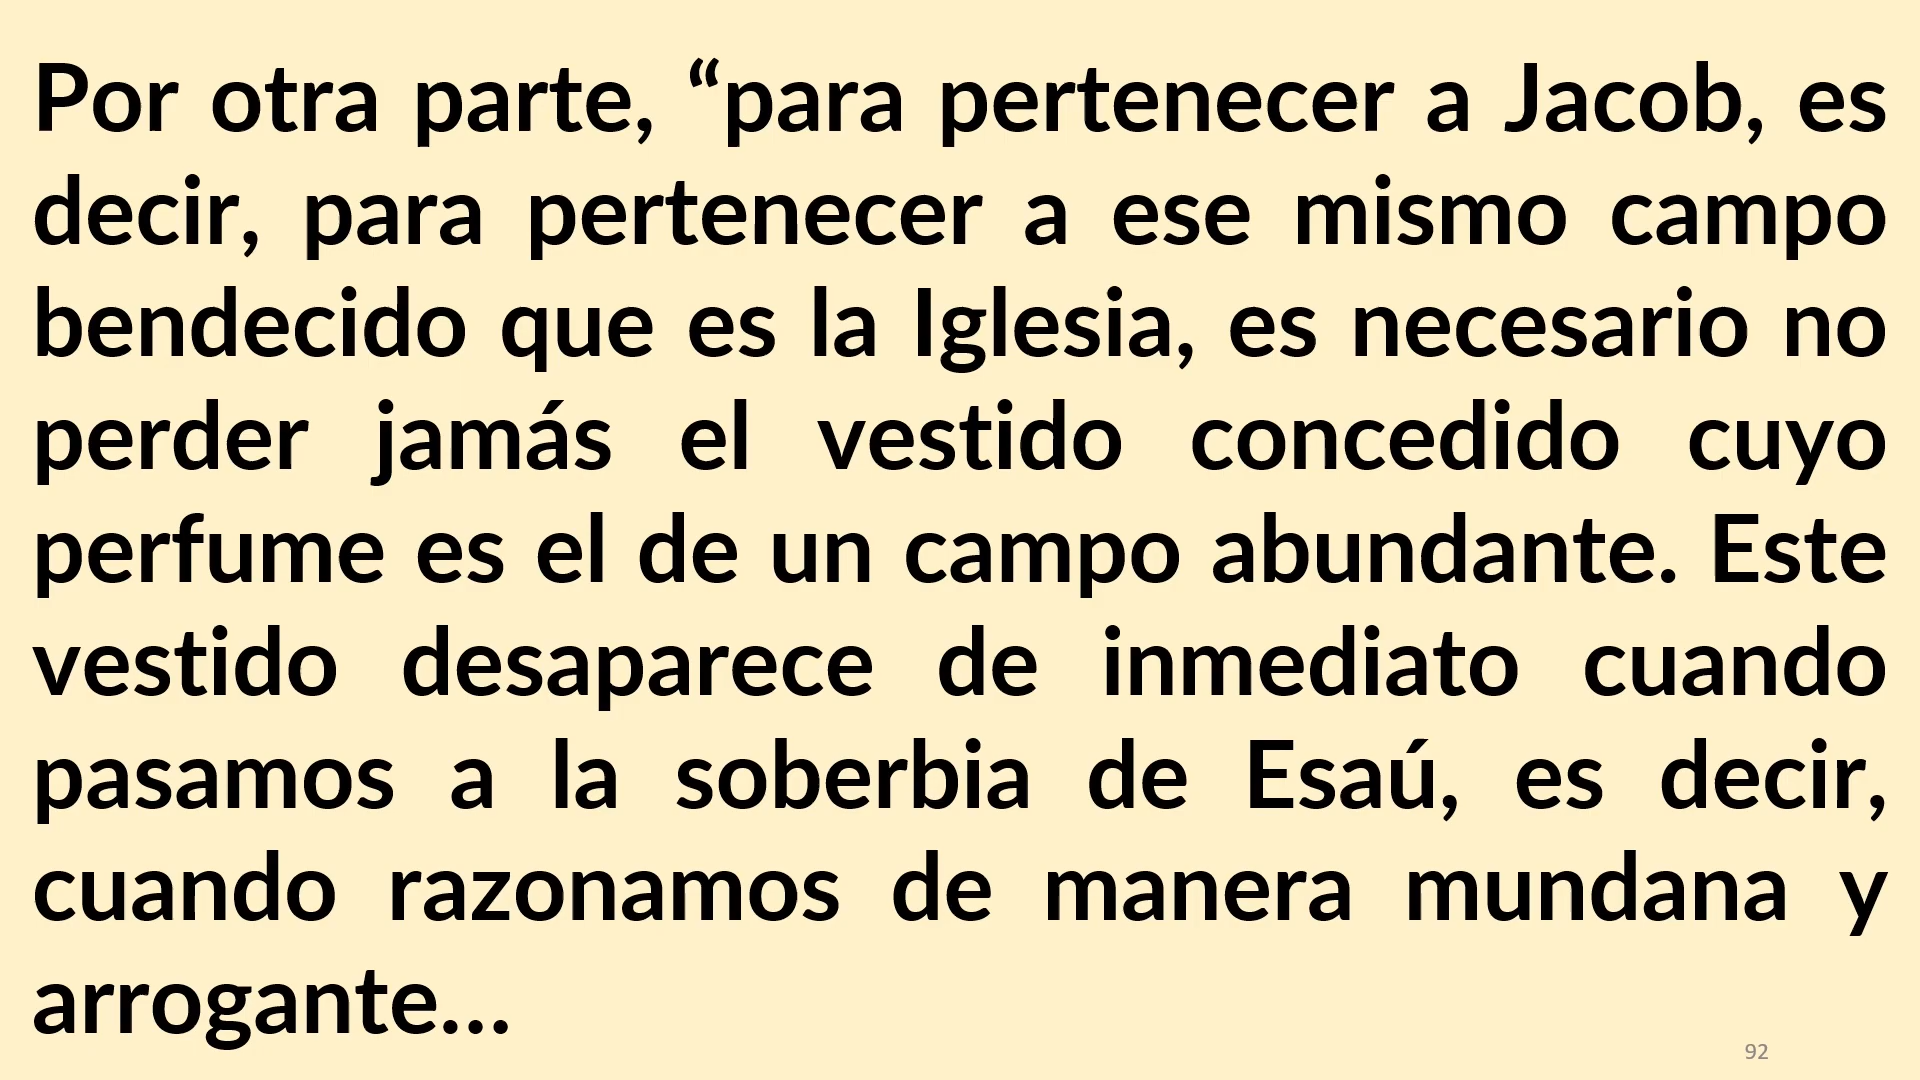 Por otra parte, “para pertenecer a Jacob, es
decir, para pertenecer a ese mismo campo
bendecido que es la Iglesia, es necesario no
perder jamás el vestido concedido cuyo
perfume es el de un campo abundante. Este
vestido desaparece de inmediato cuando
pasamos a la soberbia de Esaú, es decir,
cuando razonamos de manera mundana y
arrogante…
92